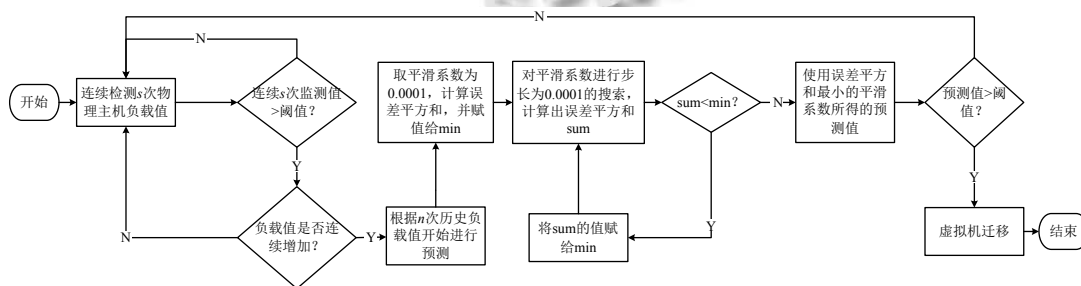 开始
连续检测s次物
理主机负载值
N
连续s次监测值
>阈值?
Y
负载值是否连
续增加?
N
Y
根据n次历史负
载值开始进行
预测
取平滑系数为
0.0001，计算误
差平方和，并赋
值给min
对平滑系数进行步
长为0.0001的搜索，
计算出误差平方和
sum
sum<min?
Y
将sum的值赋
给min
N
使用误差平方
和最小的平滑
系数所得的预
测值
预测值>阈
值?
N
Y
虚拟机迁移
结束